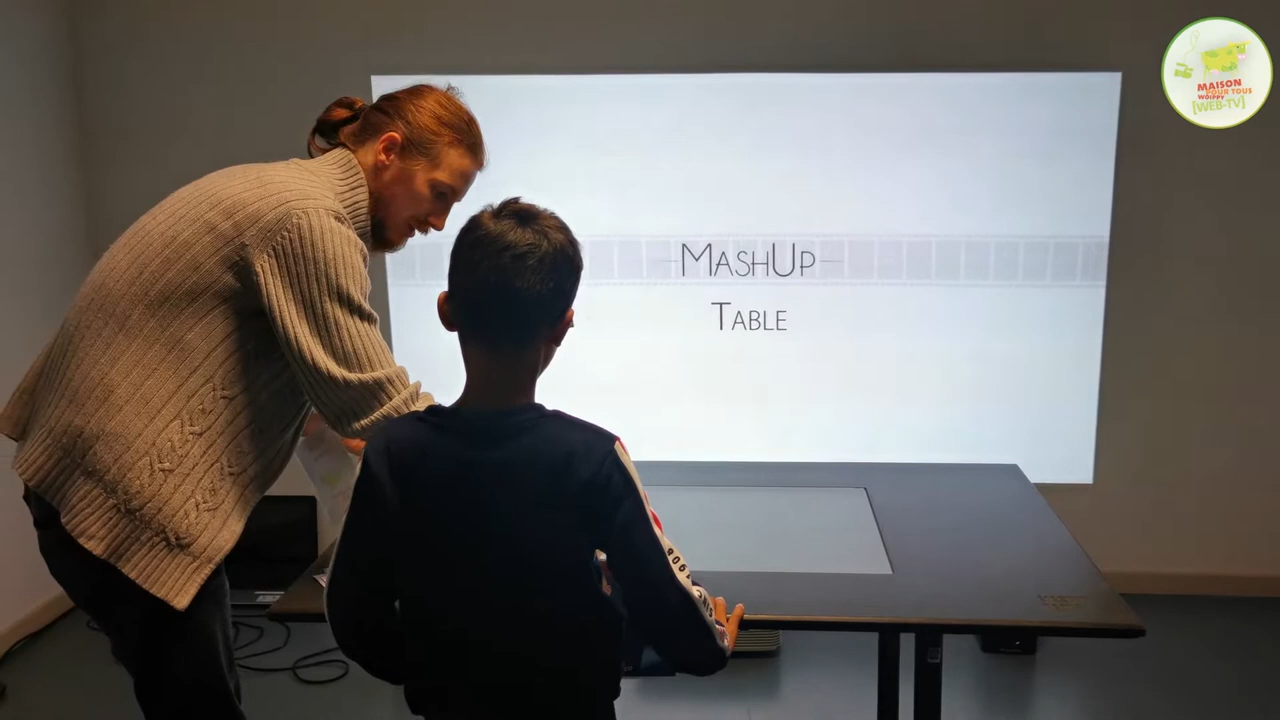 MASHUP
TABLE
MAISON
POUR TOUS
WOIPPY
[WEB-TV]